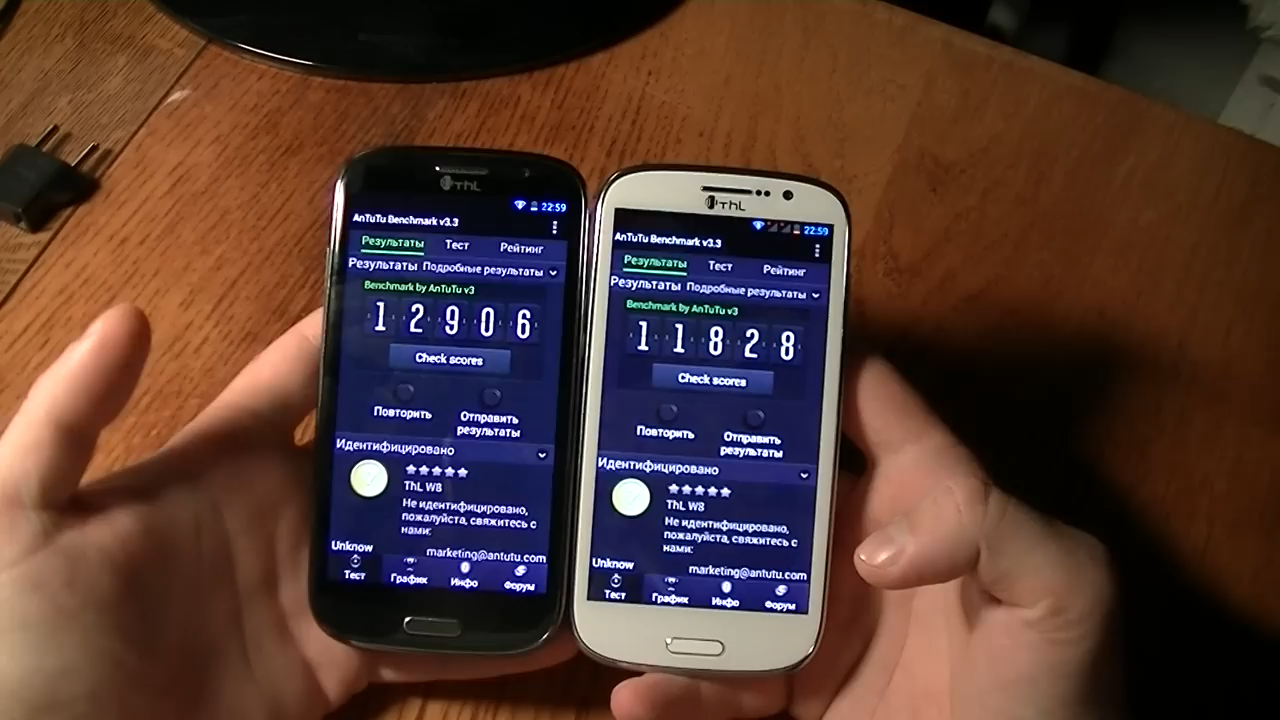 ThL
22:59
AnTuTu Benchmark v3.3
Результаты Тест Рейтинг
Результаты Подробные результаты
Benchmark by AnTuTu v3
12906
Check scores
Повторить Отправить результаты
Идентифицировано
ThL W8
Не идентифицировано,
пожалуйста, свяжитесь с
нами:
marketing@antutu.com
Unknow
Тест График Инфо Форум
ThL
22:59
AnTuTu Benchmark v3.3
Результаты Тест Рейтинг
Результаты Подробные результаты
Benchmark by AnTuTu v3
11828
Check scores
Повторить Отправить результаты
Идентифицировано
ThL W8
Не идентифицировано,
пожалуйста, свяжитесь с
нами:
marketing@antutu.com
Unknow
Тест График Инфо Форум